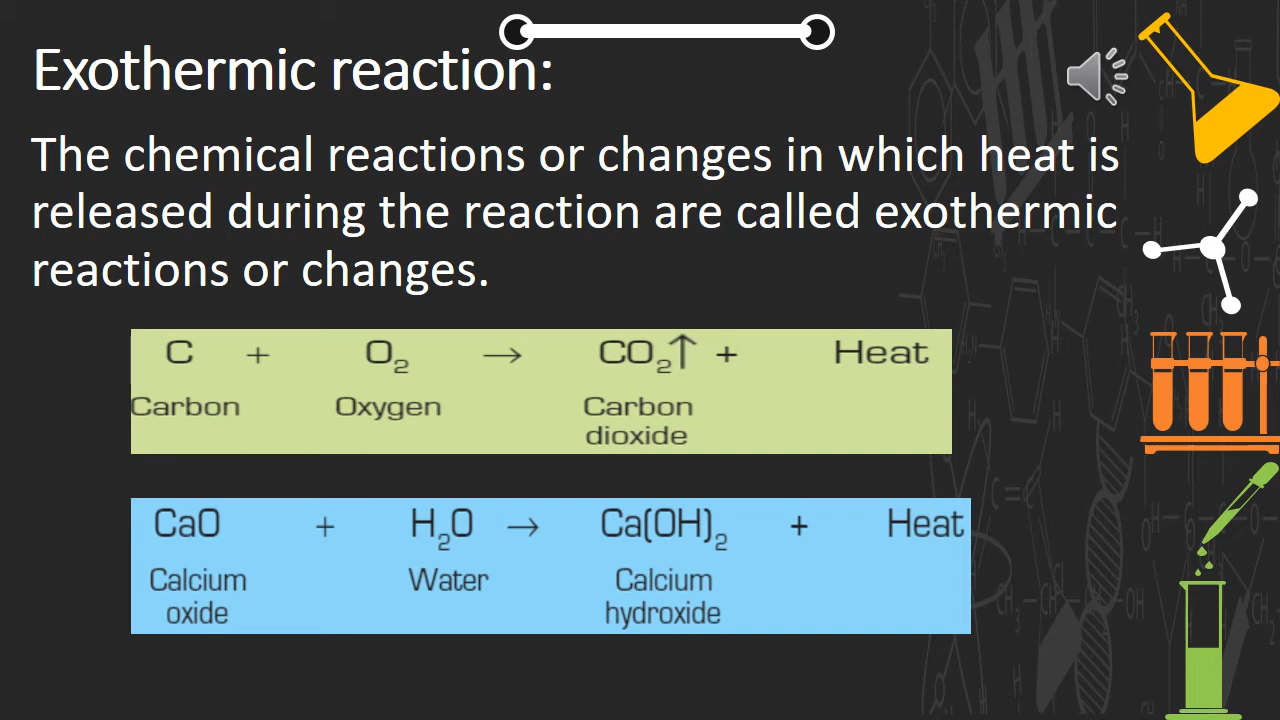 Exothermic reaction:
The chemical reactions or changes in which heat is
released during the reaction are called exothermic
reactions or changes.
C + O₂ → CO₂↑ + Heat
Carbon Oxygen Carbon
dioxide
CaO + H₂O → Ca(OH)₂ + Heat
Calcium Water Calcium
oxide hydroxide